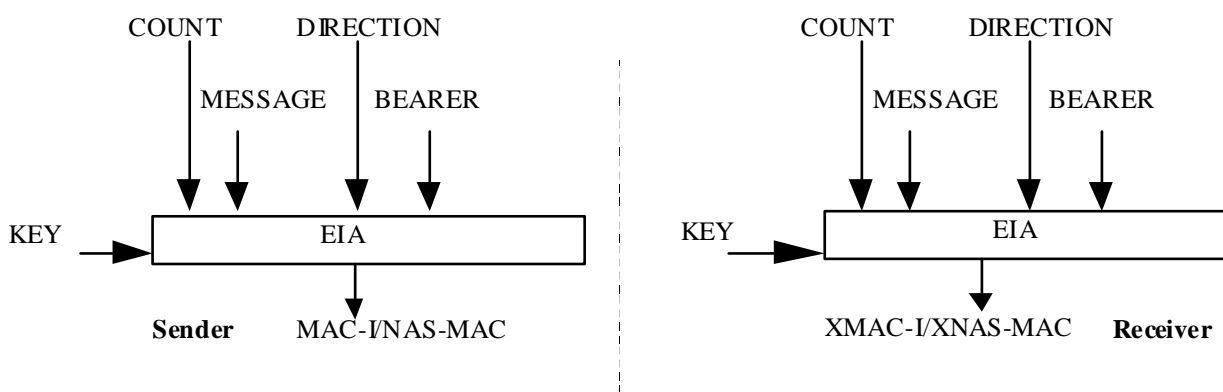 COUNT DIRECTION
MESSAGE BEARER
KEY EIA
Sender MAC-I/NAS-MAC
COUNT DIRECTION
MESSAGE BEARER
KEY EIA
XMAC-I/XNAS-MAC Receiver